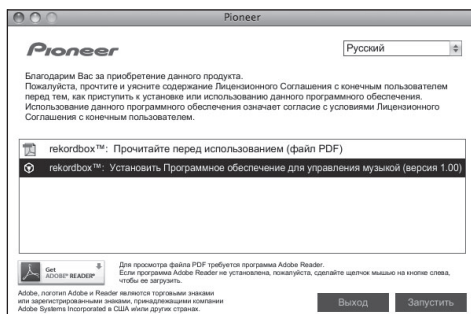 Pioneer
Pioneer
Русский
Благодарим Вас за приобретение данного продукта.
Пожалуйста, прочтите и уясните содержание Лицензионного Соглашения с конечным пользователем
перед тем, как приступить к установке или использованию данного программного обеспечения.
Использование данного программного обеспечения означает согласие с условиями Лицензионного
Соглашения с конечным пользователем.
rekordbox™: Прочитайте перед использованием (файл PDF)
rekordbox™: Установить Программное обеспечение для управления музыкой (версия 1.00)
Get
ADOBE® READER®
Для просмотра файла PDF требуется программа Adobe Reader.
Если программа Adobe Reader не установлена, пожалуйста, сделайте щелчок мышью на кнопке слева,
чтобы ее загрузить.
Adobe, логотип Adobe и Reader являются торговыми знаками
или зарегистрированными знаками, принадлежащими компании
Adobe Systems Incorporated в США и/или других странах.
Выход
Запустить